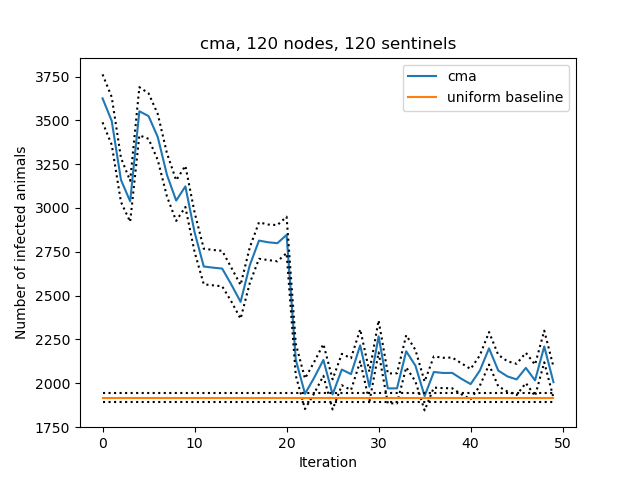 cma, 120 nodes, 120 sentinels
cma
uniform baseline
Number of infected animals
3750
3500
3250
3000
2750
2500
2250
2000
1750
0 10 20 30 40 50
Iteration